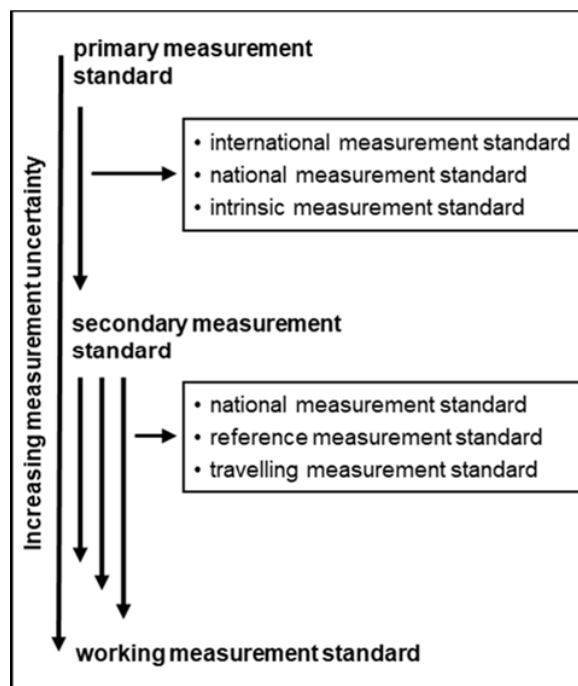 primary measurement
standard
• international measurement standard
• national measurement standard
• intrinsic measurement standard
Increasing measurement uncertainty
secondary measurement
standard
• national measurement standard
• reference measurement standard
• travelling measurement standard
working measurement standard